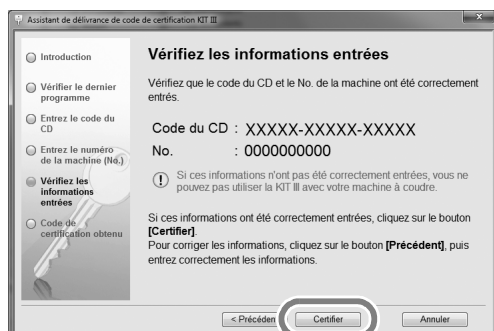 Assistant de délivrance de code de certification KIT III
x
Introduction
Vérifier le dernier
programme
Entrez le code du
CD
Entrez le numéro
de la machine (No.)
Vérifiez les
informations
entrées
Code de
certification obtenu
Vérifiez les informations entrées
Vérifiez que le code du CD et le No. de la machine ont été correctement
entrés.
Code du CD : XXXXX-XXXXX-XXXXX
No. : 0000000000
Si ces informations n'ont pas été correctement entrées, vous ne
pouvez pas utiliser la KIT III avec votre machine à coudre.
Si ces informations ont été correctement entrées, cliquez sur le bouton
[Certifier].
Pour corriger les informations, cliquez sur le bouton [Précédent], puis
entrez correctement les informations.
< Précéden
Certifier
Annuler